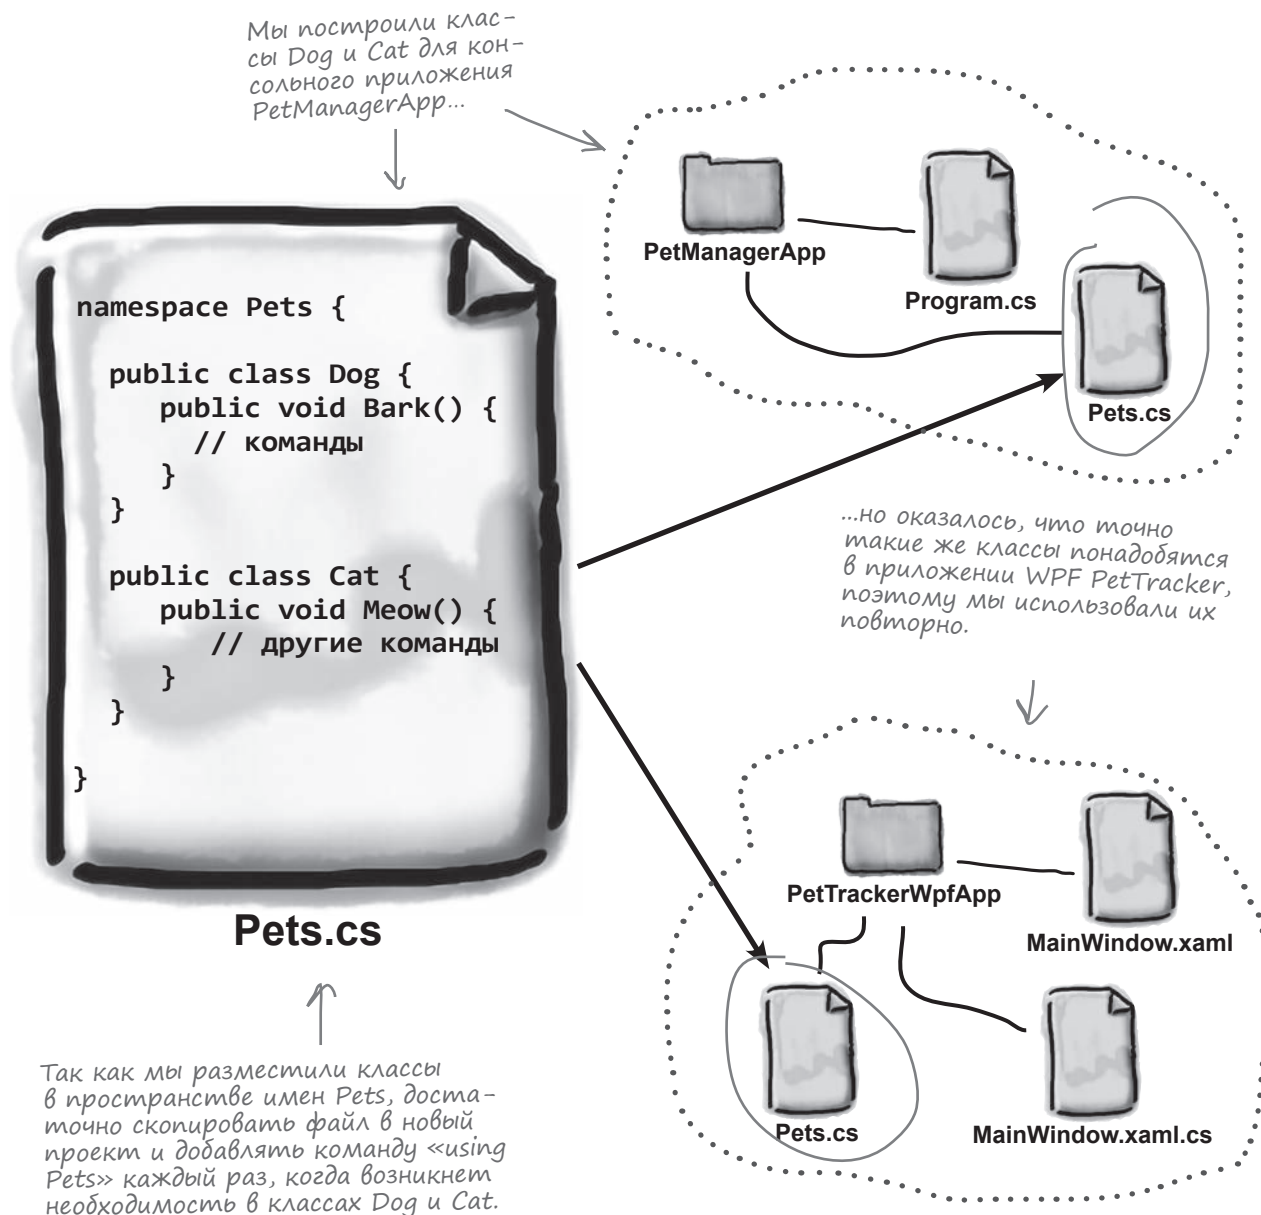 Мы построили клас-
сы Dog и Cat для кон-
сольного приложения
PetManagerApp...
PetManagerApp
Program.cs
Pets.cs
namespace Pets {
public class Dog {
public void Bark() {
// команды
}
}
public class Cat {
public void Meow() {
// другие команды
}
}
}
Pets.cs
...но оказалось, что точно
такие же классы понадобятся
в приложении WPF PetTracker,
поэтому мы использовали их
повторно.
PetTrackerWpfApp
MainWindow.xaml
Pets.cs
MainWindow.xaml.cs
Так как мы разместили классы
в пространстве имен Pets, доста-
точно скопировать файл в новый
проект и добавлять команду «using
Pets» каждый раз, когда возникнет
необходимость в классах Dog и Cat.